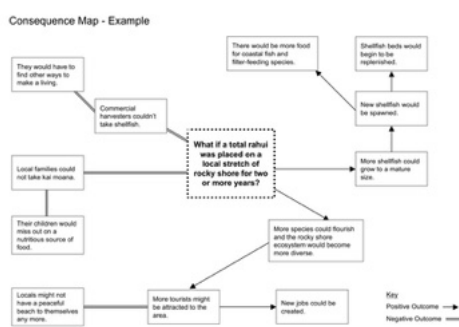 Consequence Map - Example
There would be more food
for coastal fish and
filter-feeding species.
Shellfish beds would
begin to be
replenished.
They would have to
find other ways to
make a living.
Commercial
harvesters couldn't
take shellfish.
New shellfish would
be spawned.
What if a total rahui
was placed on a
local stretch of
rocky shore for two
or more years?
Local families could
not take kai moana.
More shellfish could
grow to a mature
size.
Their children would
miss out on a
nutritious source of
food.
More species could flourish
and the rocky shore
ecosystem would become
more diverse.
Locals might not
have a peaceful
beach to themselves
any more.
More tourists might
be attracted to the
area.
New jobs could be
created.
Key
Positive Outcome
Negative Outcome